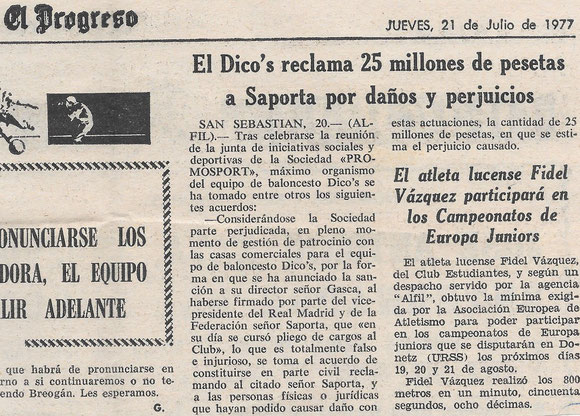 El Progreso
JUEVES, 21 de Julio de 1977
El Dico's reclama 25 millones de pesetas
a Saporta por daños y perjuicios
SAN SEBASTIAN, 20.— (AL-
FIL).— Tras celebrarse la reunión
de la junta de iniciativas sociales y
deportivas de la Sociedad «PRO-
MOSPORT», máximo organismo
del equipo de baloncesto Dico's se
ha tomado entre otros los siguien-
tes acuerdos:
—Considerándose la Sociedad
parte perjudicada, en pleno mo-
mento de gestión de patrocinio con
las casas comerciales para el equi-
po de baloncesto Dico's, por la for-
ma en que se ha anunciado la san-
ción a su director señor Gasca, al
haberse firmado por parte del vice-
presidente del Real Madrid y de la
Federación señor Saporta, que «en
su día se cursó pliego de cargos al
Club», lo que es totalmente falso
e injurioso, se toma el acuerdo de
constituirse en parte civil recla-
mando al citado señor Saporta, y
a las personas físicas o jurídicas
que hayan podido causar daño con
estas actuaciones, la cantidad de 25
millones de pesetas, en que se esti-
ma el perjuicio causado.
El atleta lucense Fidel
Vázquez participará en
los Campeonatos de
Europa Juniors
El atleta lucense Fidel Vázquez,
del Club Estudiantes, y según un
despacho servido por la agencia
"Alfil", obtuvo la mínima exigi-
da por la Asociación Europea de
Atletismo para poder participar
en los campeonatos de Europa
juniors que se disputarán en Do-
netz (URSS) los próximos días
19, 20 y 21 de agosto.
Fidel Vázquez realizó los 800
metros en un minuto, cincuenta
segundos, ocho décimas.
ONUNCIARSE LOS
DORA, EL EQUIPO
LIR ADELANTE
que habrá de pronunciarse en
rno a si continuaremos o no te-
endo Breogán. Les esperamos.
G.